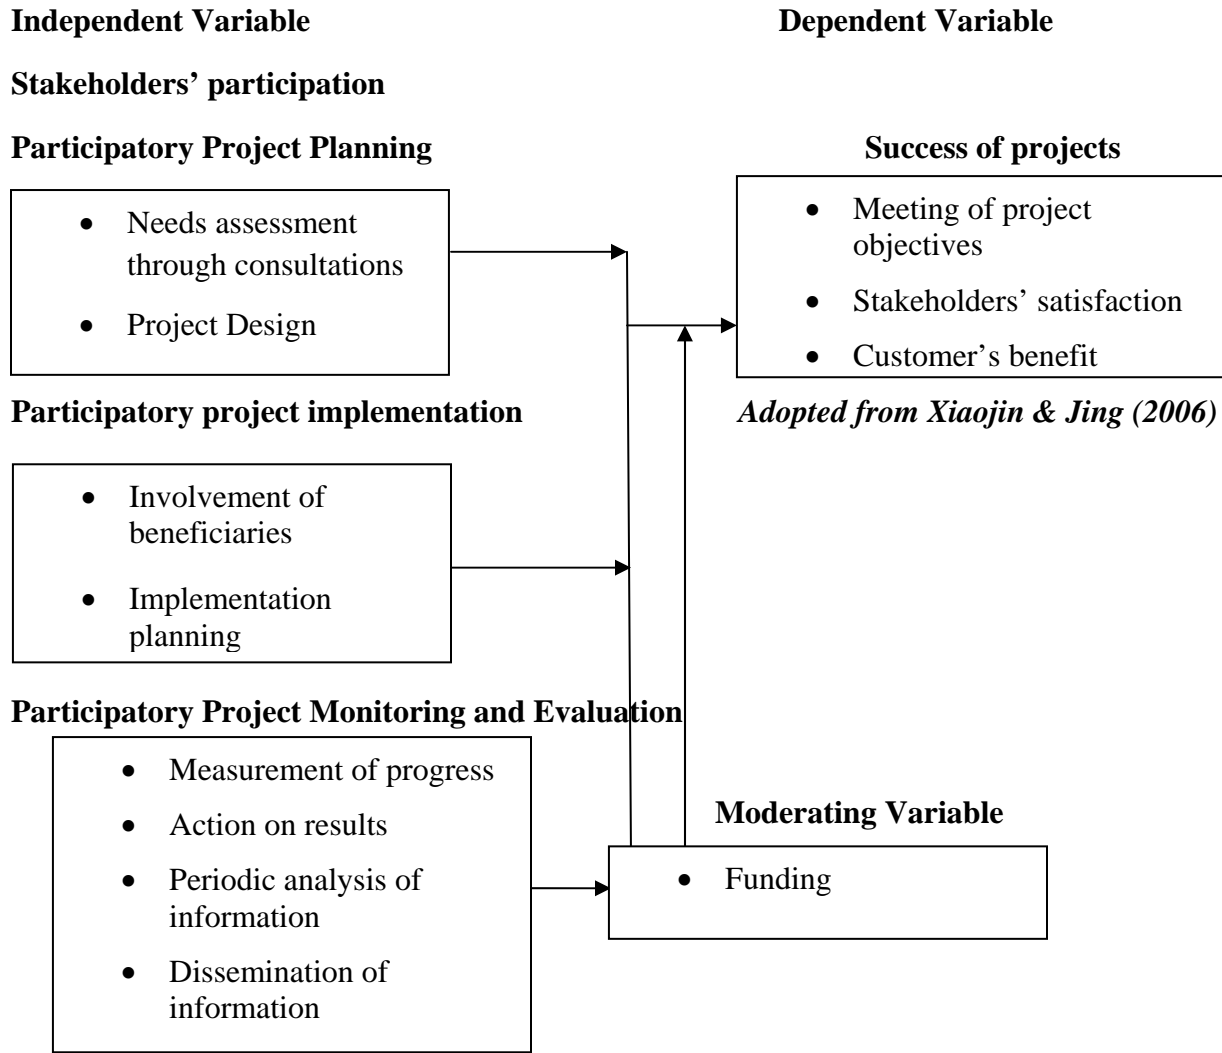 Independent Variable
Dependent Variable
Stakeholders’ participation
Participatory Project Planning
Success of projects
• Needs assessment
through consultations
• Project Design
• Meeting of project
objectives
• Stakeholders’ satisfaction
• Customer’s benefit
Participatory project implementation
Adopted from Xiaojin & Jing (2006)
• Involvement of
beneficiaries
• Implementation
planning
Participatory Project Monitoring and Evaluation
• Measurement of progress
• Action on results
• Periodic analysis of
information
• Dissemination of
information
Moderating Variable
• Funding